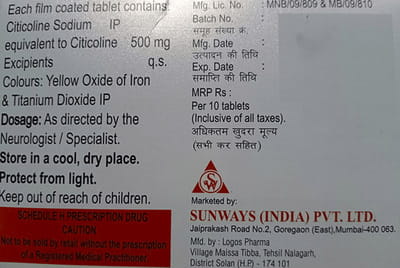 Each film coated tablet contains:
Citicoline Sodium IP
equivalent to Citicoline 500 mg
Excipients q.s.
Colours: Yellow Oxide of Iron
& Titanium Dioxide IP
Dosage: As directed by the
Neurologist / Specialist.
Store in a cool, dry place.
Protect from light.
Keep out of reach of children.
SCHEDULE H PRESCRIPTION DRUG
CAUTION
Not to be sold by retail without the prescription
of a Registered Medical Practitioner.
Mfg. Lic. No. : MNB/09/809 & MB/09/810
Batch No. :
समूह संख्या क्र.
Mfg. Date :
उत्पादन की तिथि
Exp. Date :
समाप्ति की तिथि
MRP Rs :
Per 10 tablets
(Inclusive of all taxes).
अधिकतम खुदरा मूल्य
(सभी कर सहित)
Marketed by:
SUNWAYS (INDIA) PVT. LTD.
Jaiprakash Road No.2, Goregaon (East),Mumbai-400 063.
Mfd. by : Logos Pharma
Village Maissa Tibba, Tehsil Nalagarh,
District Solan (H.P) - 174 101